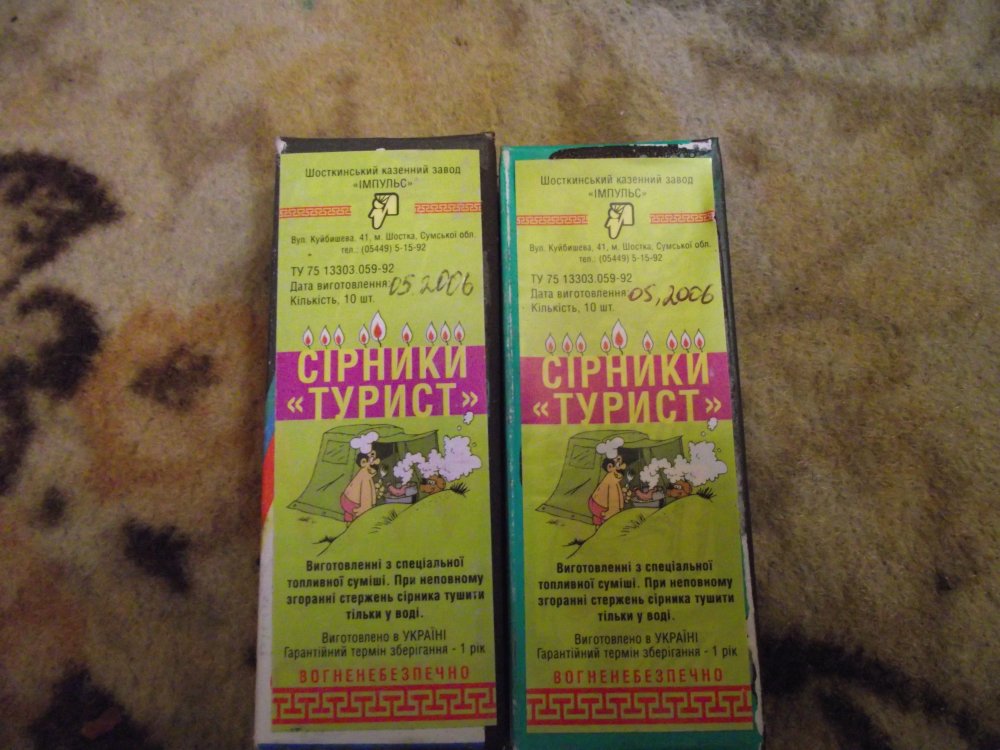 Шосткинський казенний завод
«ІМПУЛЬС»
Вул. Куйбишева, 41, м. Шостка, Сумської обл.
тел.: (05449) 5-15-92
ТУ 75 13303.059-92
Дата виготовлення: 05.2006
Кількість, 10 шт.
СІРНИКИ
«ТУРИСТ»
Виготовленні з спеціальної
топливної суміші. При неповному
згоранні стержень сірника тушити
тільки у воді.
Виготовлено в УКРАЇНІ
Гарантійний термін зберігання - 1 рік
ВОГНЕНЕБЕЗПЕЧНО
Шосткинський казенний завод
«ІМПУЛЬС»
Вул. Куйбишева, 41, м. Шостка, Сумської обл.
тел.: (05449) 5-15-92
ТУ 75 13303.059-92
Дата виготовлення: 05, 2006
Кількість, 10 шт.
СІРНИКИ
«ТУРИСТ»
Виготовленні з спеціальної
топливної суміші. При неповному
згоранні стержень сірника тушити
тільки у воді.
Виготовлено в УКРАЇНІ
Гарантійний термін зберігання - 1 рік
ВОГНЕНЕБЕЗПЕЧНО